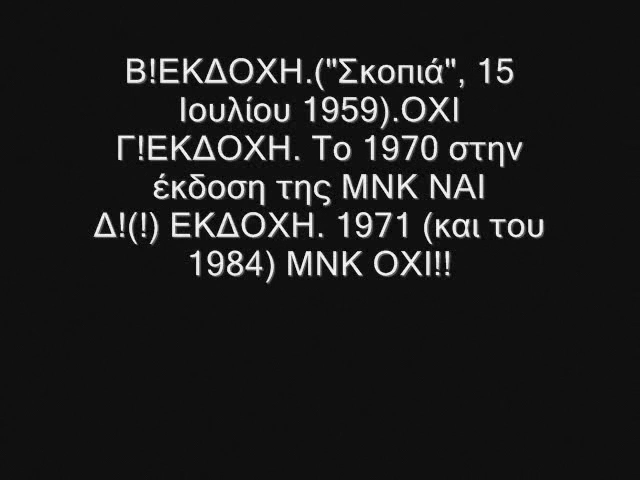 Β!ΕΚΔΟΧΗ.("Σκοπιά", 15
Ιουλίου 1959).ΟΧΙ
Γ!ΕΚΔΟΧΗ. Το 1970 στην
έκδοση της ΜΝΚ ΝΑΙ
Δ!(!) ΕΚΔΟΧΗ. 1971 (και του
1984) ΜΝΚ ΟΧΙ!!